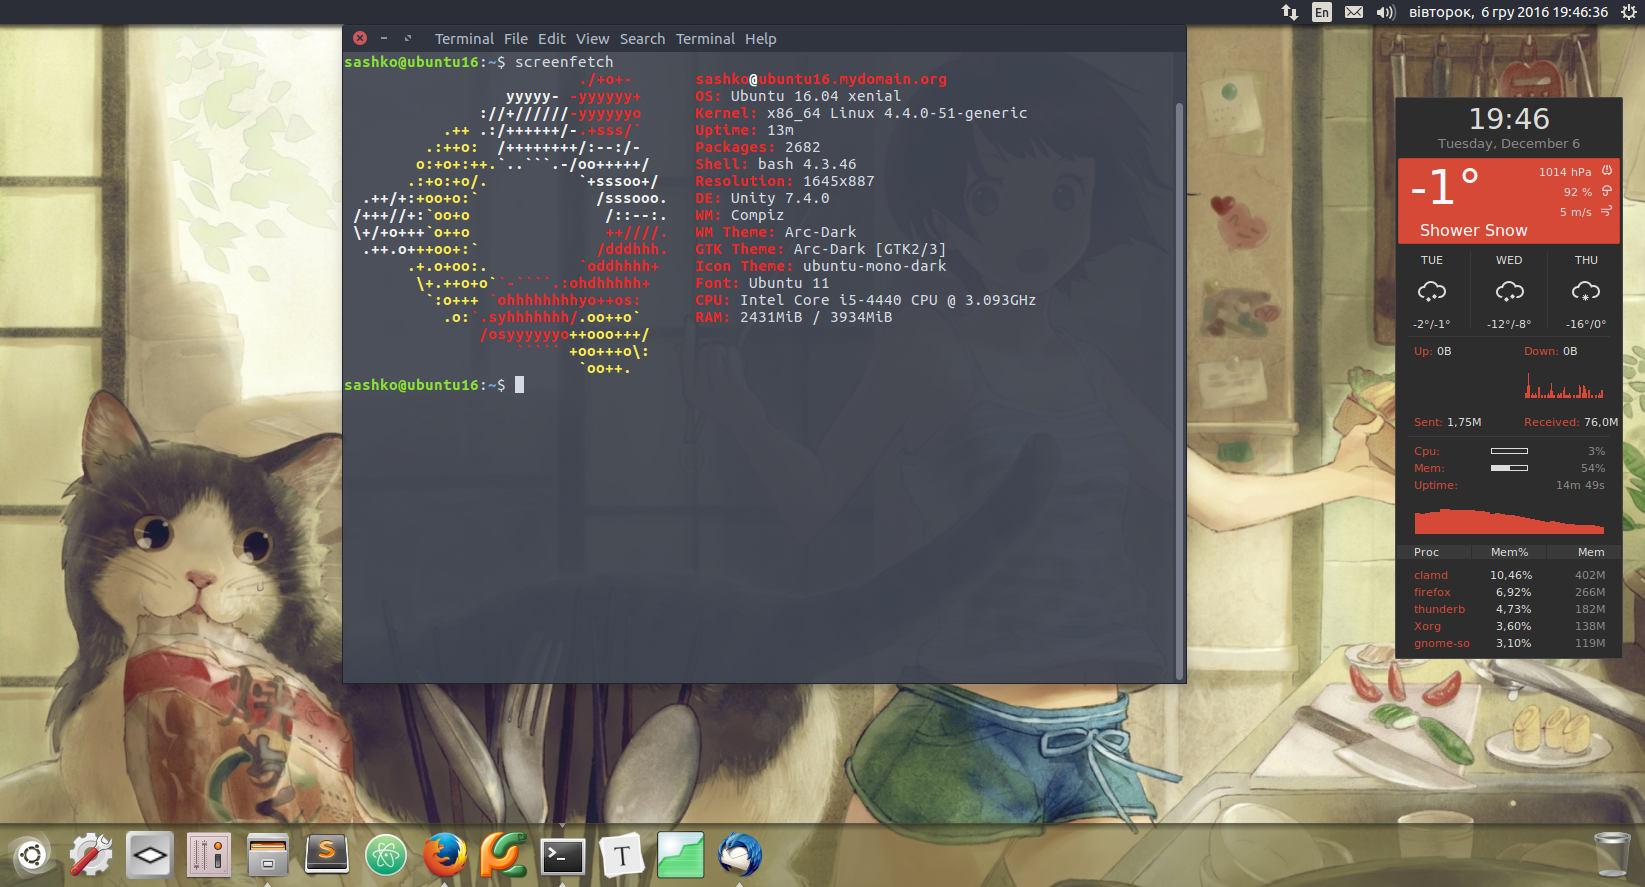 En
вівторок, 6 гру 2016 19:46:36
Terminal File Edit View Search Terminal Help
sashko@ubuntu16:~$ screenfetch
./+o+-
yyyyy- -yyyyyy+
://+//////-yyyyyyo
.++ .:/++++++/-.+sss/`
.:++o: /++++++++/:--:/-
o:+o+:++.`..```.-/oo+++++/
.:+o:+o/. `+sssoo+/
.++/+:+oo+o:` /sssooo.
/+++//+:`oo+o /::--:.
\+/+o+++`o++o ++////.
.++.o+++oo+:` /dddhhh.
.+.o+oo:. `oddhhhh+
\+.++o+o``-````.:ohdhhhhh+
`:o+++ `ohhhhhhhhyo++os:
.o:`.syhhhhhhh/.oo++o`
/osyyyyyyo++ooo+++/
````` +oo+++o\:
`oo++.
sashko@ubuntu16.mydomain.org
OS: Ubuntu 16.04 xenial
Kernel: x86_64 Linux 4.4.0-51-generic
Uptime: 13m
Packages: 2682
Shell: bash 4.3.46
Resolution: 1645x887
DE: Unity 7.4.0
WM: Compiz
WM Theme: Arc-Dark
GTK Theme: Arc-Dark [GTK2/3]
Icon Theme: ubuntu-mono-dark
Font: Ubuntu 11
CPU: Intel Core i5-4440 CPU @ 3.093GHz
RAM: 2431MiB / 3934MiB
sashko@ubuntu16:~$
19:46
Tuesday, December 6
-1°
1014 hPa
92 %
5 m/s
Shower Snow
TUE WED THU
-2°/-1° -12°/-8° -16°/0°
Up: 0B Down: 0B
Sent: 1,75M Received: 76,0M
Cpu: 3%
Mem: 54%
Uptime: 14m 49s
Proc Mem% Mem
clamd 10,46% 402M
firefox 6,92% 266M
thunderb 4,73% 182M
Xorg 3,60% 138M
gnome-so 3,10% 119M
S
>_
T